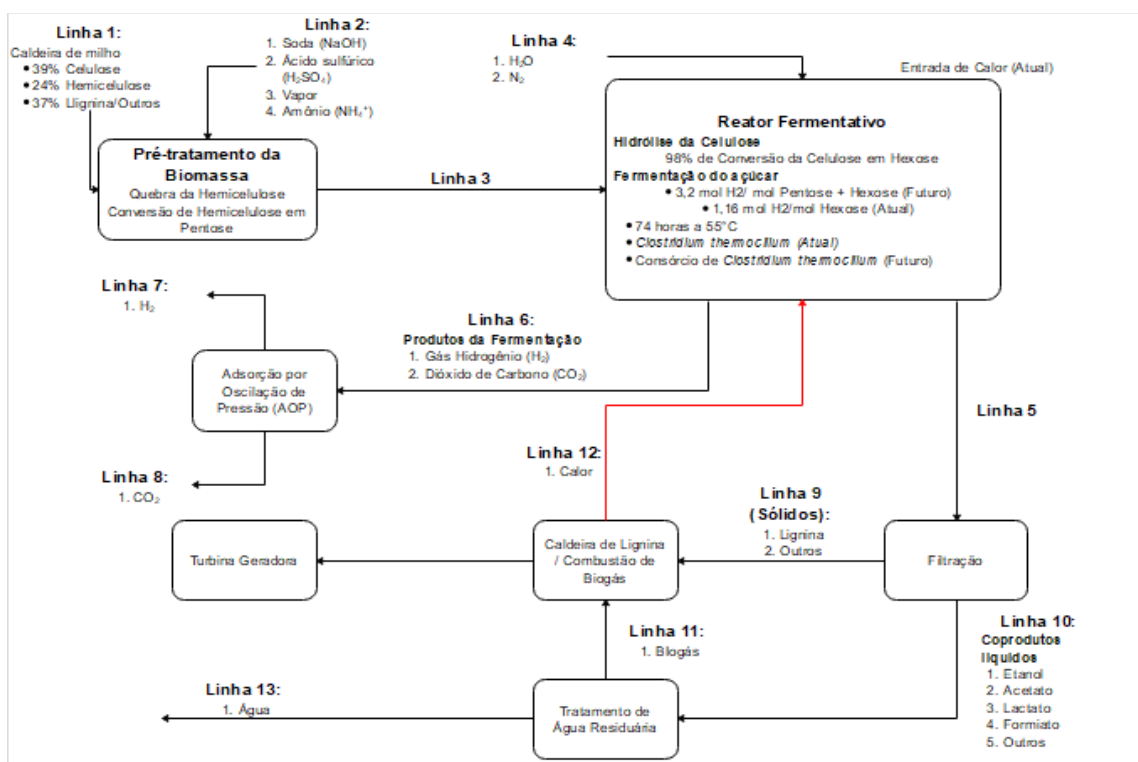 Linha 1:
Caldeira de milho
• 39% Celulose
• 24% Hemicelulose
• 37% Llignina/Outros
Linha 2:
1. Soda (NaOH)
2. Ácido sulfúrico
(H₂SO₄)
3. Vapor
4. Amônio (NH₄⁺)
Linha 4:
1. H₂O
2. N₂
Entrada de Calor (Atual)
Pré-tratamento da
Biomassa
Quebra da Hemicelulose
Conversão de Hemicelulose em
Pentose
Linha 3
Reator Fermentativo
Hidrólise da Celulose
98% de Conversão da Celulose em Hexose
Fermentação do açúcar
• 3,2 mol H2/ mol Pentose + Hexose (Futuro)
• 1,16 mol H2/mol Hexose (Atual)
• 74 horas a 55°C
• Clostridium thermocilium (Atual)
• Consórcio de Clostridium thermocilium (Futuro)
Linha 7:
1. H₂
Linha 6:
Produtos da Fermentação
1. Gás Hidrogênio (H₂)
2. Dióxido de Carbono (CO₂)
Adsorção por
Oscilação de
Pressão (AOP)
Linha 5
Linha 8:
1. CO₂
Linha 12:
1. Calor
Linha 9
(Sólidos):
1. Lignina
2. Outros
Turbina Geradora
Caldeira de Lignina
/ Combustão de
Biogás
Filtração
Linha 11:
1. BIogás
Linha 10:
Coprodutos
líquidos
1. Etanol
2. Acetato
3. Lactato
4. Formiato
5. Outros
Linha 13:
1. Água
Tratamento de
Água Residuária